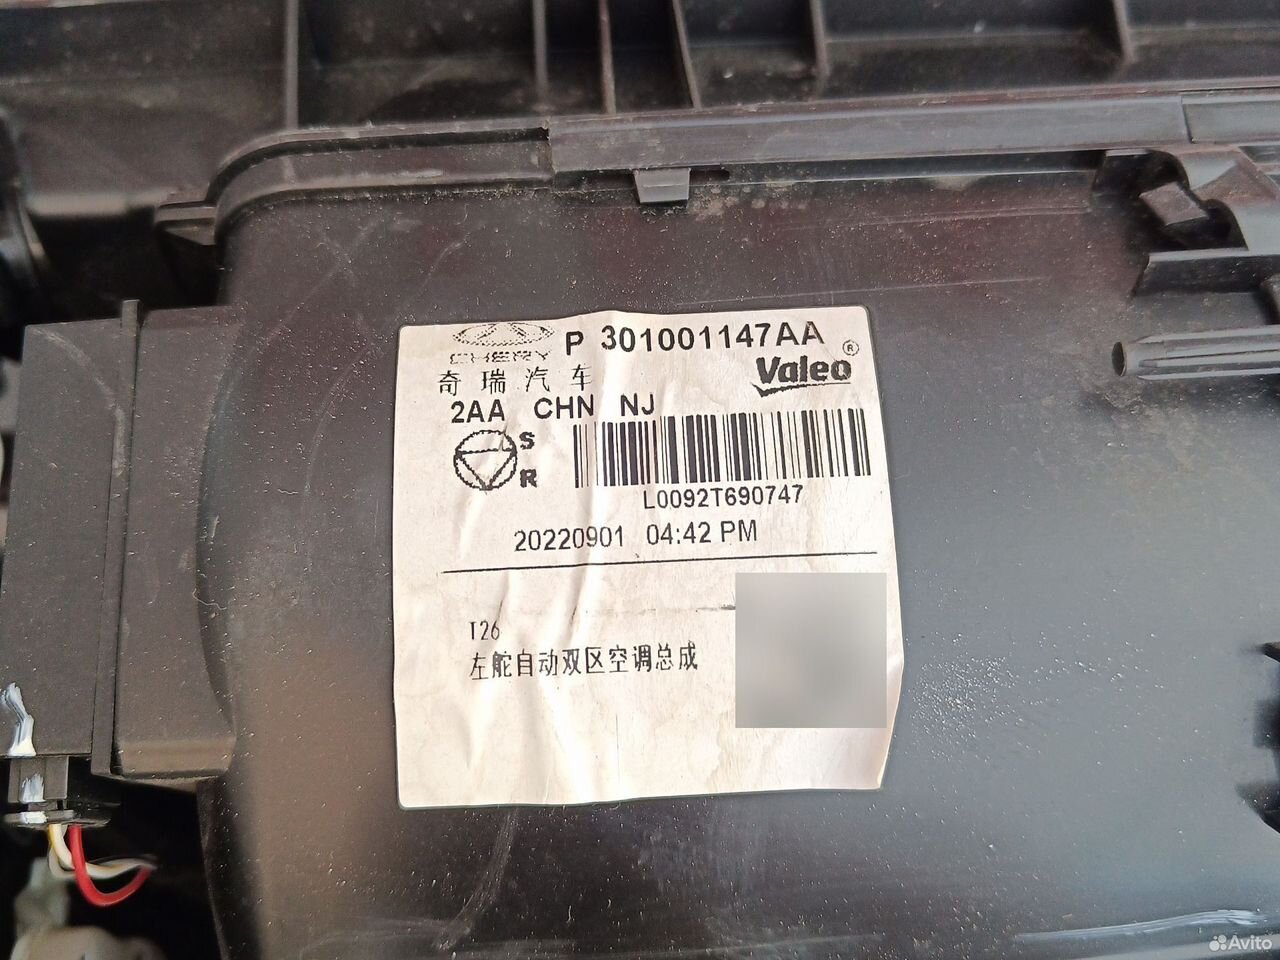 CHERY P 301001147AA
奇瑞汽车 Valeo ®
2AA CHN NJ
S
R
L0092T690747
20220901 04:42 PM
T26
左舵自动双区空调总成
Avito